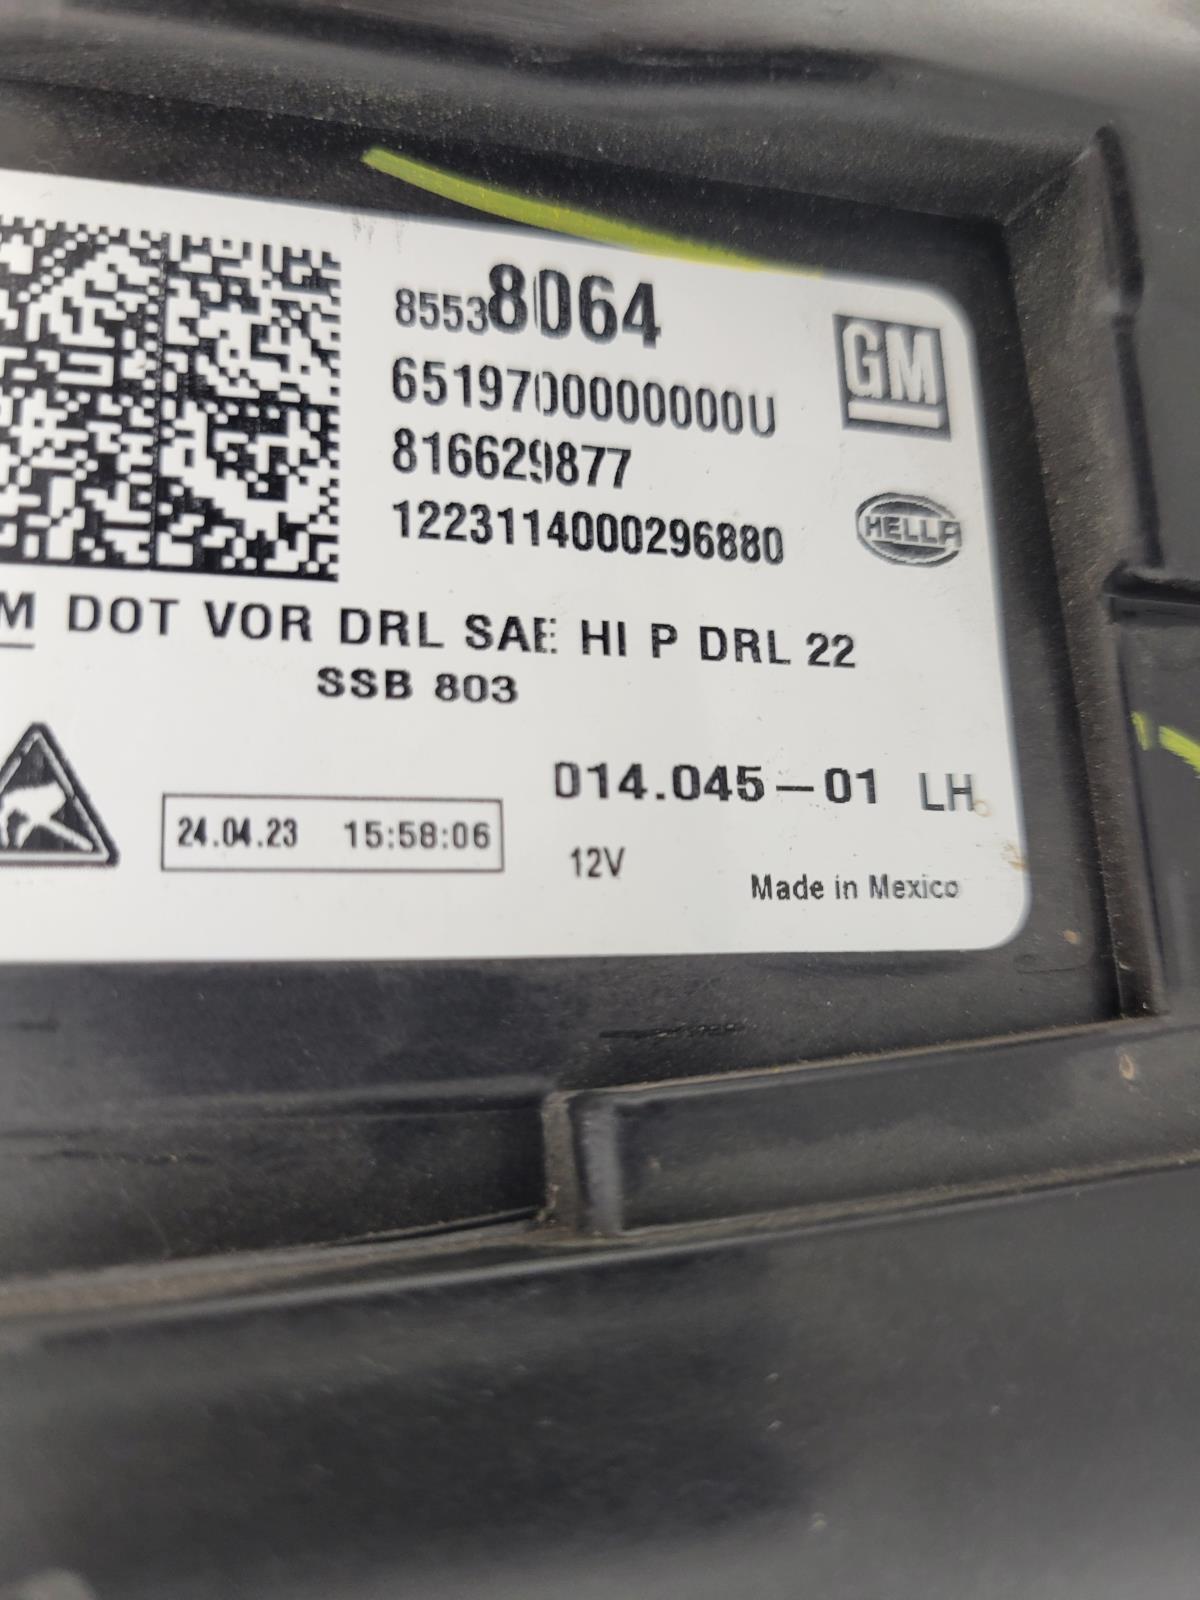 85538064
GM
6519700000000U
816629877
1223114000296880
HELLA
M DOT VOR DRL SAE HI P DRL 22
SSB 803
014.045-01 LH
24.04.23 15:58:06
12V
Made in Mexico